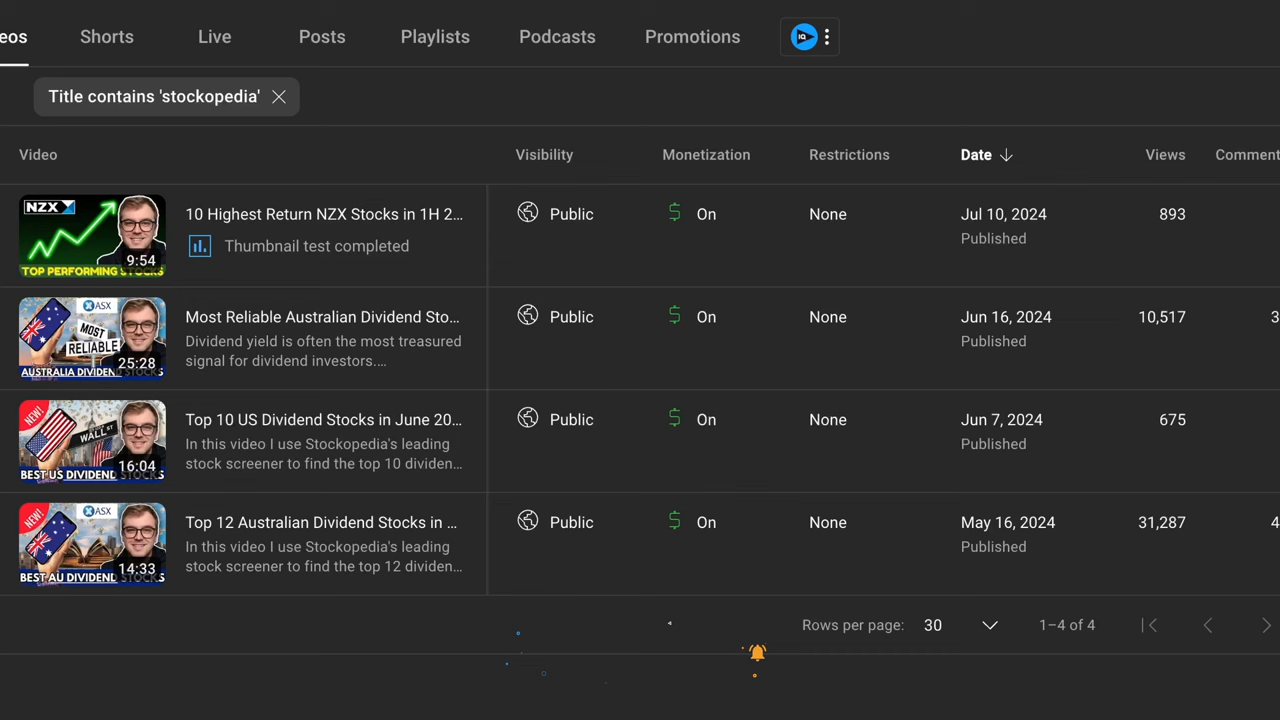 eos Shorts Live Posts Playlists Podcasts Promotions IQ
Title contains 'stockopedia'
Video Visibility Monetization Restrictions Date Views Comment
NZX
9:54
TOP PERFORMING STOCKS
10 Highest Return NZX Stocks in 1H 2...
Thumbnail test completed
Public On None Jul 10, 2024 893
Published
ASX
MOST
RELIABLE
25:28
AUSTRALIA DIVIDEND STOCKS
Most Reliable Australian Dividend Sto...
Dividend yield is often the most treasured
signal for dividend investors....
Public On None Jun 16, 2024 10,517 3
Published
NEW!
WALL ST
16:04
BEST US DIVIDEND STOCKS
Top 10 US Dividend Stocks in June 20...
In this video I use Stockopedia's leading
stock screener to find the top 10 dividen...
Public On None Jun 7, 2024 675
Published
NEW!
ASX
14:33
BEST AU DIVIDEND STOCKS
Top 12 Australian Dividend Stocks in ...
In this video I use Stockopedia's leading
stock screener to find the top 12 dividen...
Public On None May 16, 2024 31,287 4
Published
Rows per page: 30 1–4 of 4